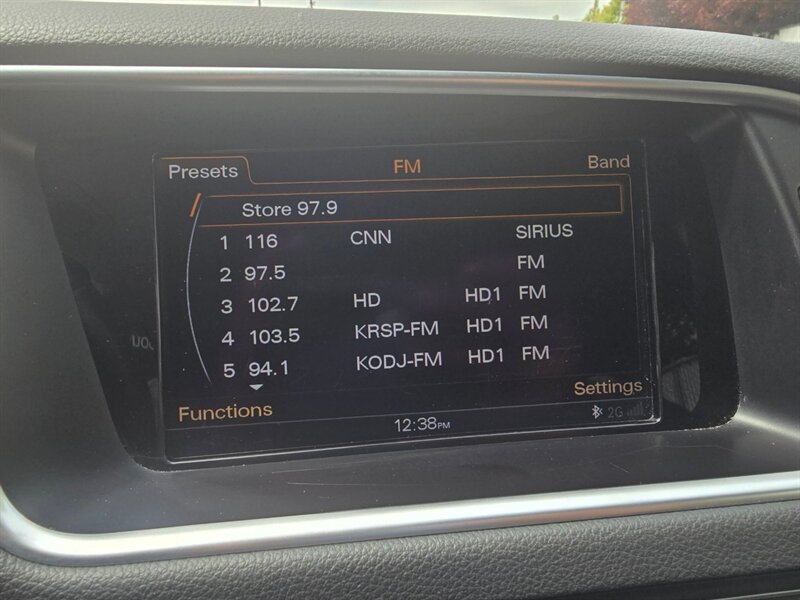 Presets FM Band
Store 97.9
1 116 CNN SIRIUS
2 97.5 FM
3 102.7 HD HD1 FM
4 103.5 KRSP-FM HD1 FM
5 94.1 KODJ-FM HD1 FM
Functions Settings
12:38PM 2G